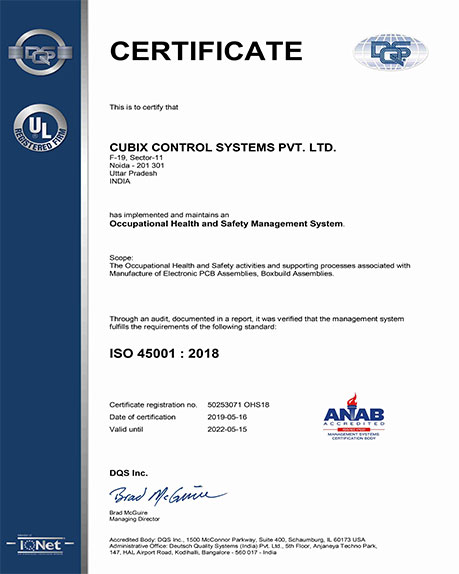 DQS
CERTIFICATE
DQS
UL
REGISTERED FIRM
This is to certify that
CUBIX CONTROL SYSTEMS PVT. LTD.
F-19, Sector-11
Noida - 201 301
Uttar Pradesh
INDIA
has implemented and maintains an
Occupational Health and Safety Management System.
Scope:
The Occupational Health and Safety activities and supporting processes associated with
Manufacture of Electronic PCB Assemblies, Boxbuild Assemblies.
Through an audit, documented in a report, it was verified that the management system
fulfills the requirements of the following standard:
ISO 45001 : 2018
Certificate registration no. 50253071 OHS18
Date of certification 2019-05-16
Valid until 2022-05-15
ANAB
ACCREDITED
MANAGEMENT SYSTEMS
CERTIFICATION BODY
DQS Inc.
Brad McGuire
Brad McGuire
Managing Director
IQNet
Accredited Body: DQS Inc., 1500 McConnor Parkway, Suite 400, Schaumburg, IL 60173 USA
Administrative Office: Deutsch Quality Systems (India) Pvt. Ltd., 5th Floor, Anjaneya Techno Park,
147, HAL Airport Road, Kodihalli, Bangalore - 560 017 - India